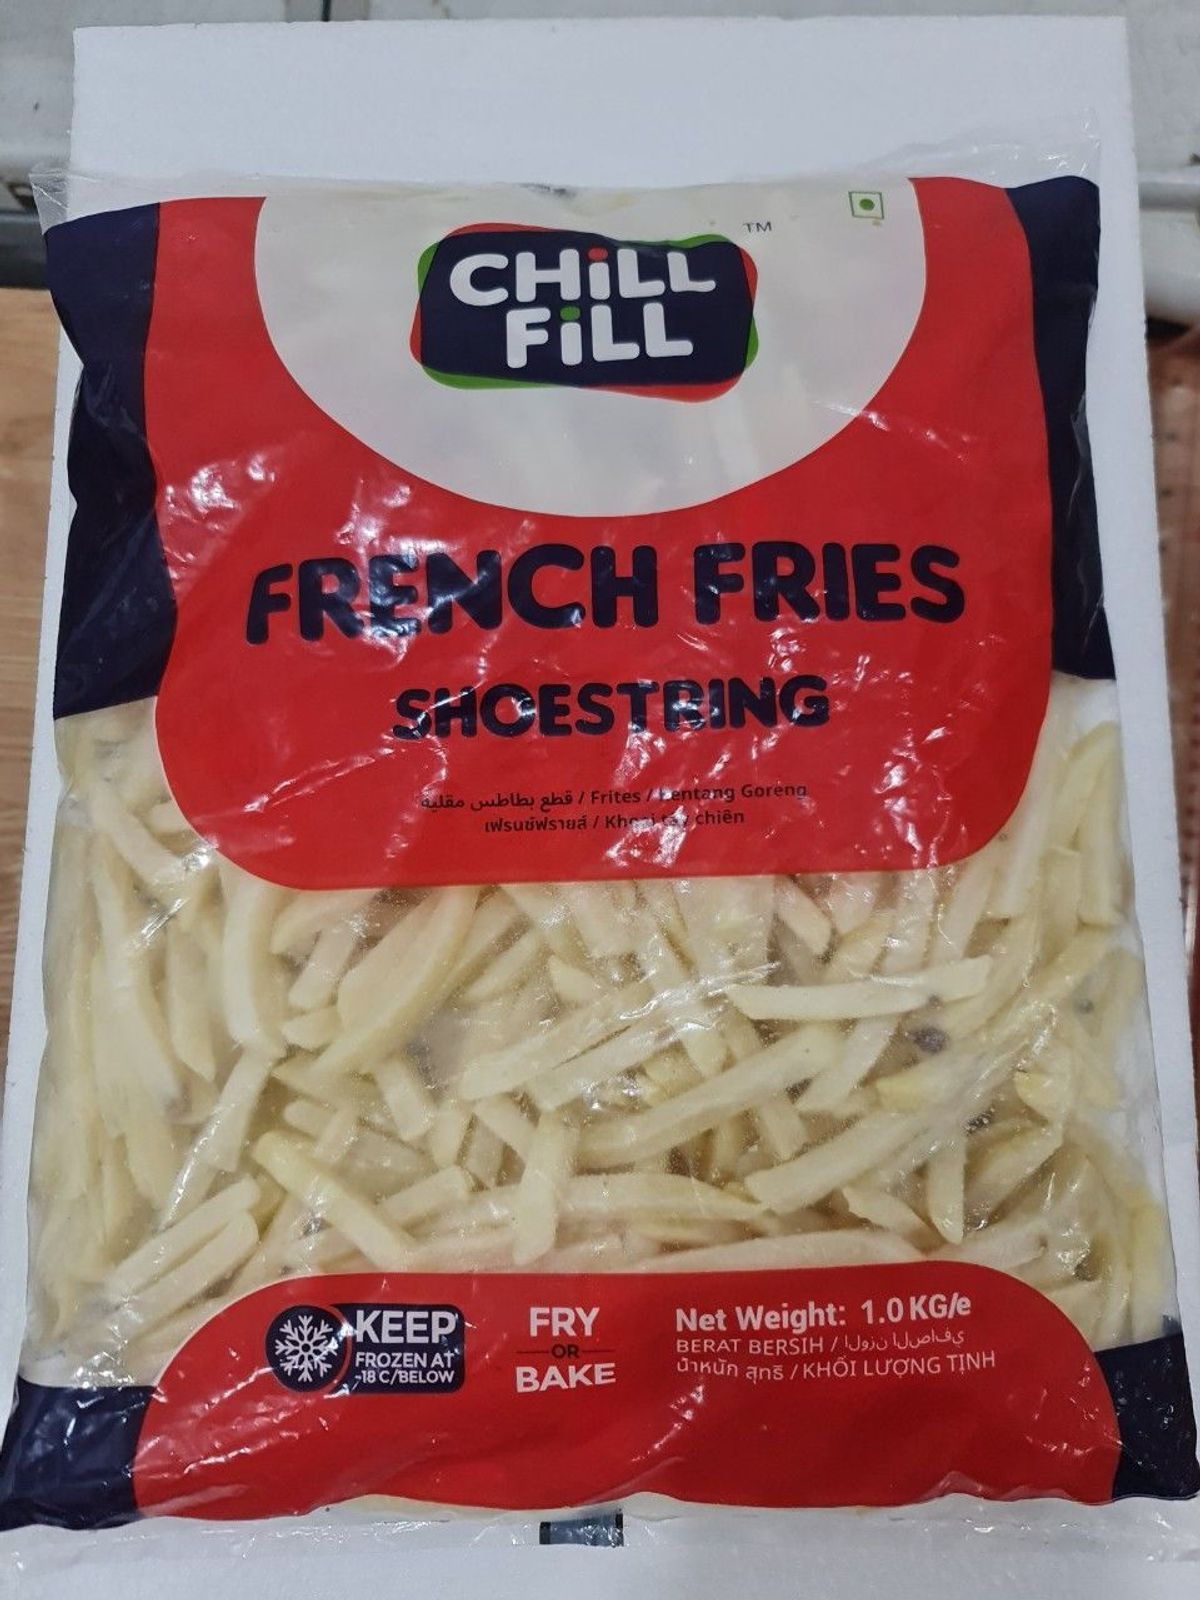 CHiLL
FiLL
TM
FRENCH FRIES
SHOESTRING
قطع بطاطس مقلية / Frites / Kentang Goreng
เฟรนช์ฟรายส์ / Khoai tây chiên
KEEP
FROZEN AT
-18 C/BELOW
FRY
OR
BAKE
Net Weight: 1.0 KG/e
BERAT BERSIH / الوزن الصافي
น้ำหนัก สุทธิ / KHỐI LƯỢNG TỊNH